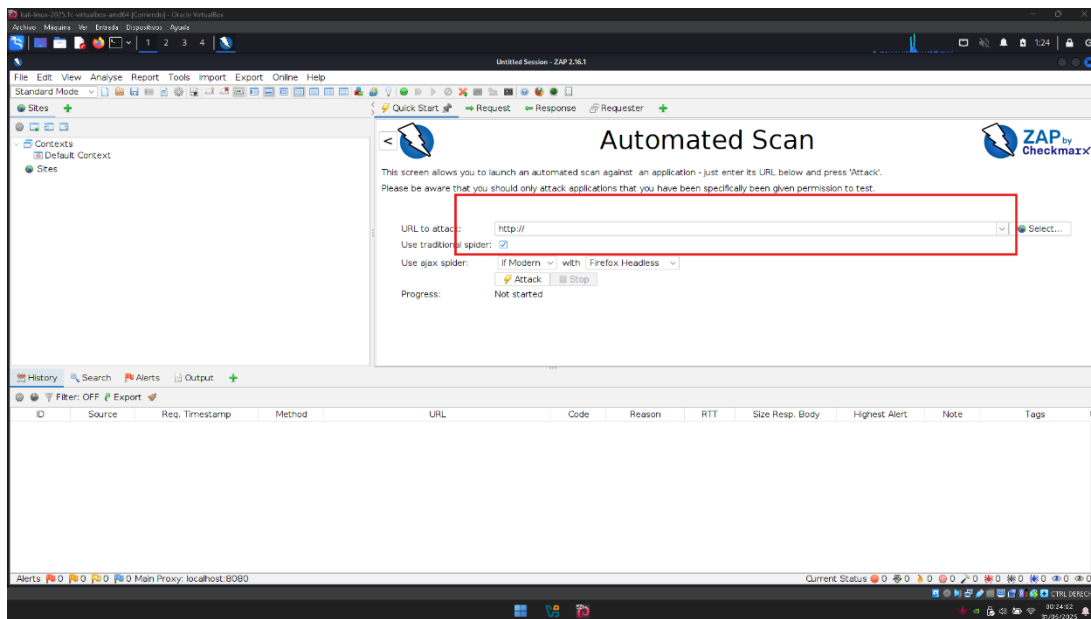 kali-linux-2025.1c-virtualbox-amd64 [Corriendo] - Oracle VirtualBox
Archivo Máquina Ver Entrada Dispositivos Ayuda
1 2 3 4 1:24
Untitled Session - ZAP 2.16.1
File Edit View Analyse Report Tools Import Export Online Help
Standard Mode
Sites Quick Start Request Response Requester
Contexts
Default Context
Sites
Automated Scan
ZAP by Checkmarx
This screen allows you to launch an automated scan against an application - just enter its URL below and press 'Attack'.
Please be aware that you should only attack applications that you have been specifically been given permission to test.
URL to attack: http:// Select...
Use traditional spider:
Use ajax spider: If Modern with Firefox Headless
Attack Stop
Progress: Not started
History Search Alerts Output
Filter: OFF Export
ID Source Req. Timestamp Method URL Code Reason RTT Size Resp. Body Highest Alert Note Tags
Alerts 0 0 0 0 Main Proxy: localhost:8080 Current Status 0 0 0 0 0 0 0 0 0
CTRL DERECH
00:24:02
31/05/2025